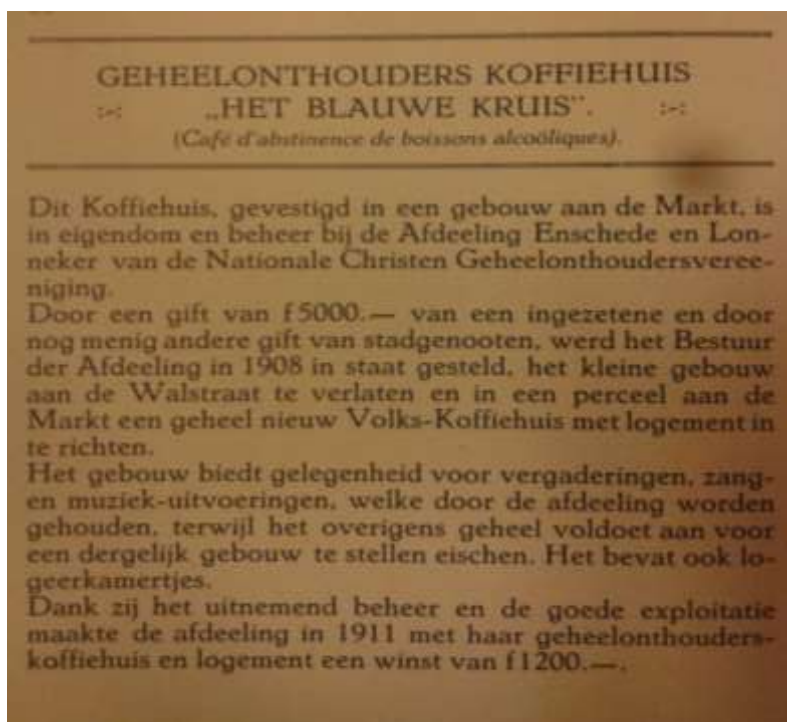 GEHEELONTHOUDERS KOFFIEHUIS
:-: „HET BLAUWE KRUIS". :-:
(Café d'abstinence de boissons alcoöliques).
Dit Koffiehuis, gevestigd in een gebouw aan de Markt, is
in eigendom en beheer bij de Afdeeling Enschede en Lon-
neker van de Nationale Christen Geheelonthoudersveree-
niging.
Door een gift van f 5000.— van een ingezetene en door
nog menig andere gift van stadgenooten, werd het Bestuur
der Afdeeling in 1908 in staat gesteld, het kleine gebouw
aan de Walstraat te verlaten en in een perceel aan de
Markt een geheel nieuw Volks-Koffiehuis met logement in
te richten.
Het gebouw biedt gelegenheid voor vergaderingen, zang-
en muziek-uitvoeringen, welke door de afdeeling worden
gehouden, terwijl het overigens geheel voldoet aan voor
een dergelijk gebouw te stellen eischen. Het bevat ook lo-
geerkamertjes.
Dank zij het uitnemend beheer en de goede exploitatie
maakte de afdeeling in 1911 met haar geheelonthouders-
koffiehuis en logement een winst van f 1200.—.